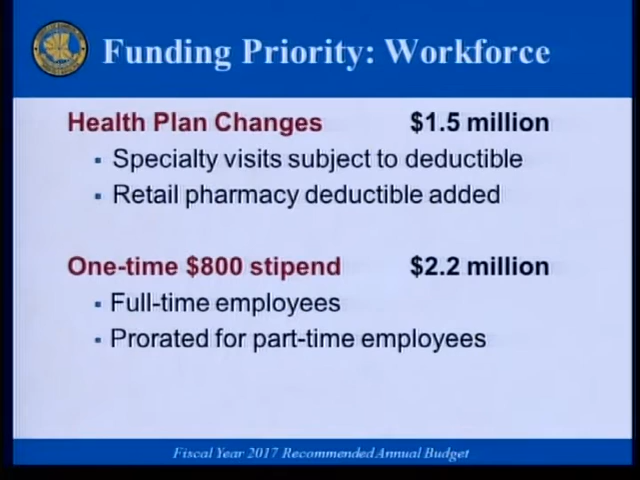 Funding Priority: Workforce
Health Plan Changes $1.5 million
▪ Specialty visits subject to deductible
▪ Retail pharmacy deductible added
One-time $800 stipend $2.2 million
▪ Full-time employees
▪ Prorated for part-time employees
Fiscal Year 2017 Recommended Annual Budget